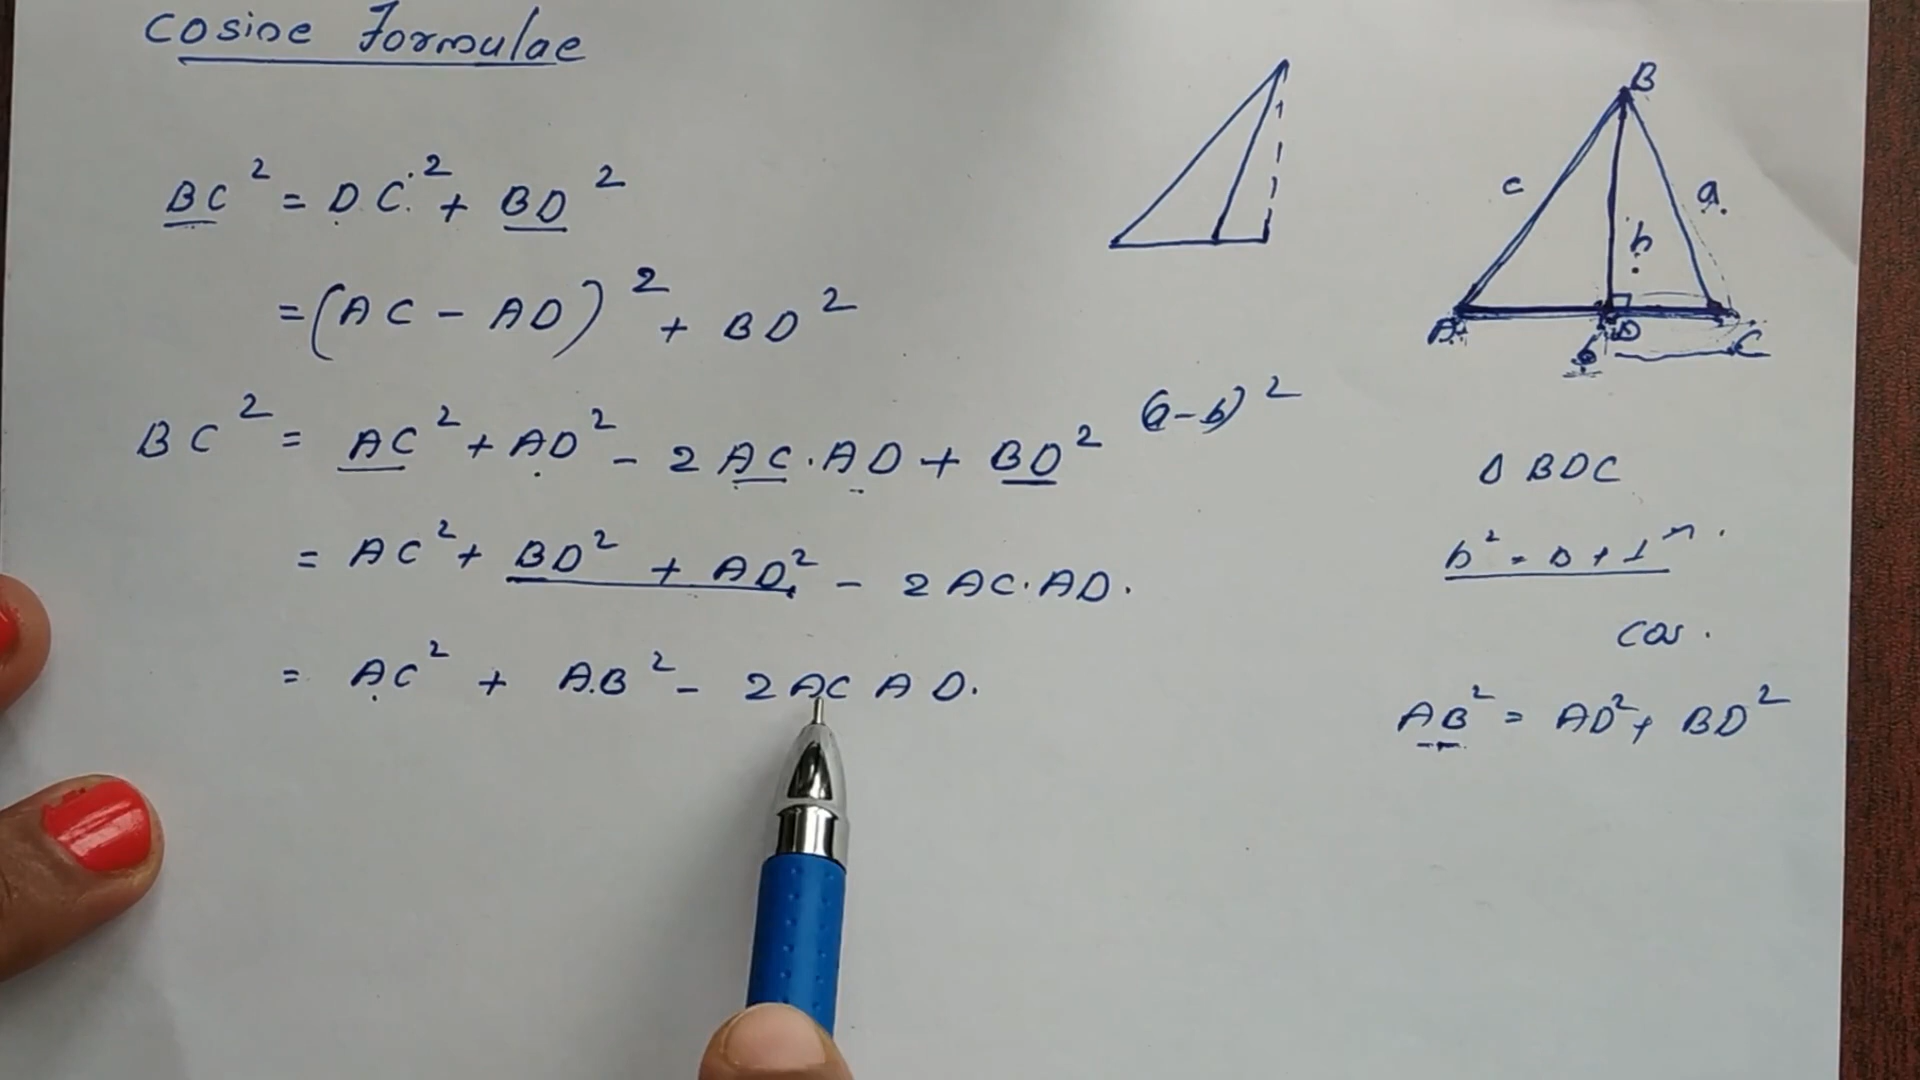 Cosine Formulae
BC² = DC² + BD²
= (AC - AD)² + BD²
BC² = AC² + AD² - 2AC.AD + BD²
(a-b)²
= AC² + BD² + AD² - 2AC.AD.
= AC² + AB² - 2AC AD.
B
c
a
h
A
D
C
b
Δ BDC
cos.
AB² = AD² + BD²